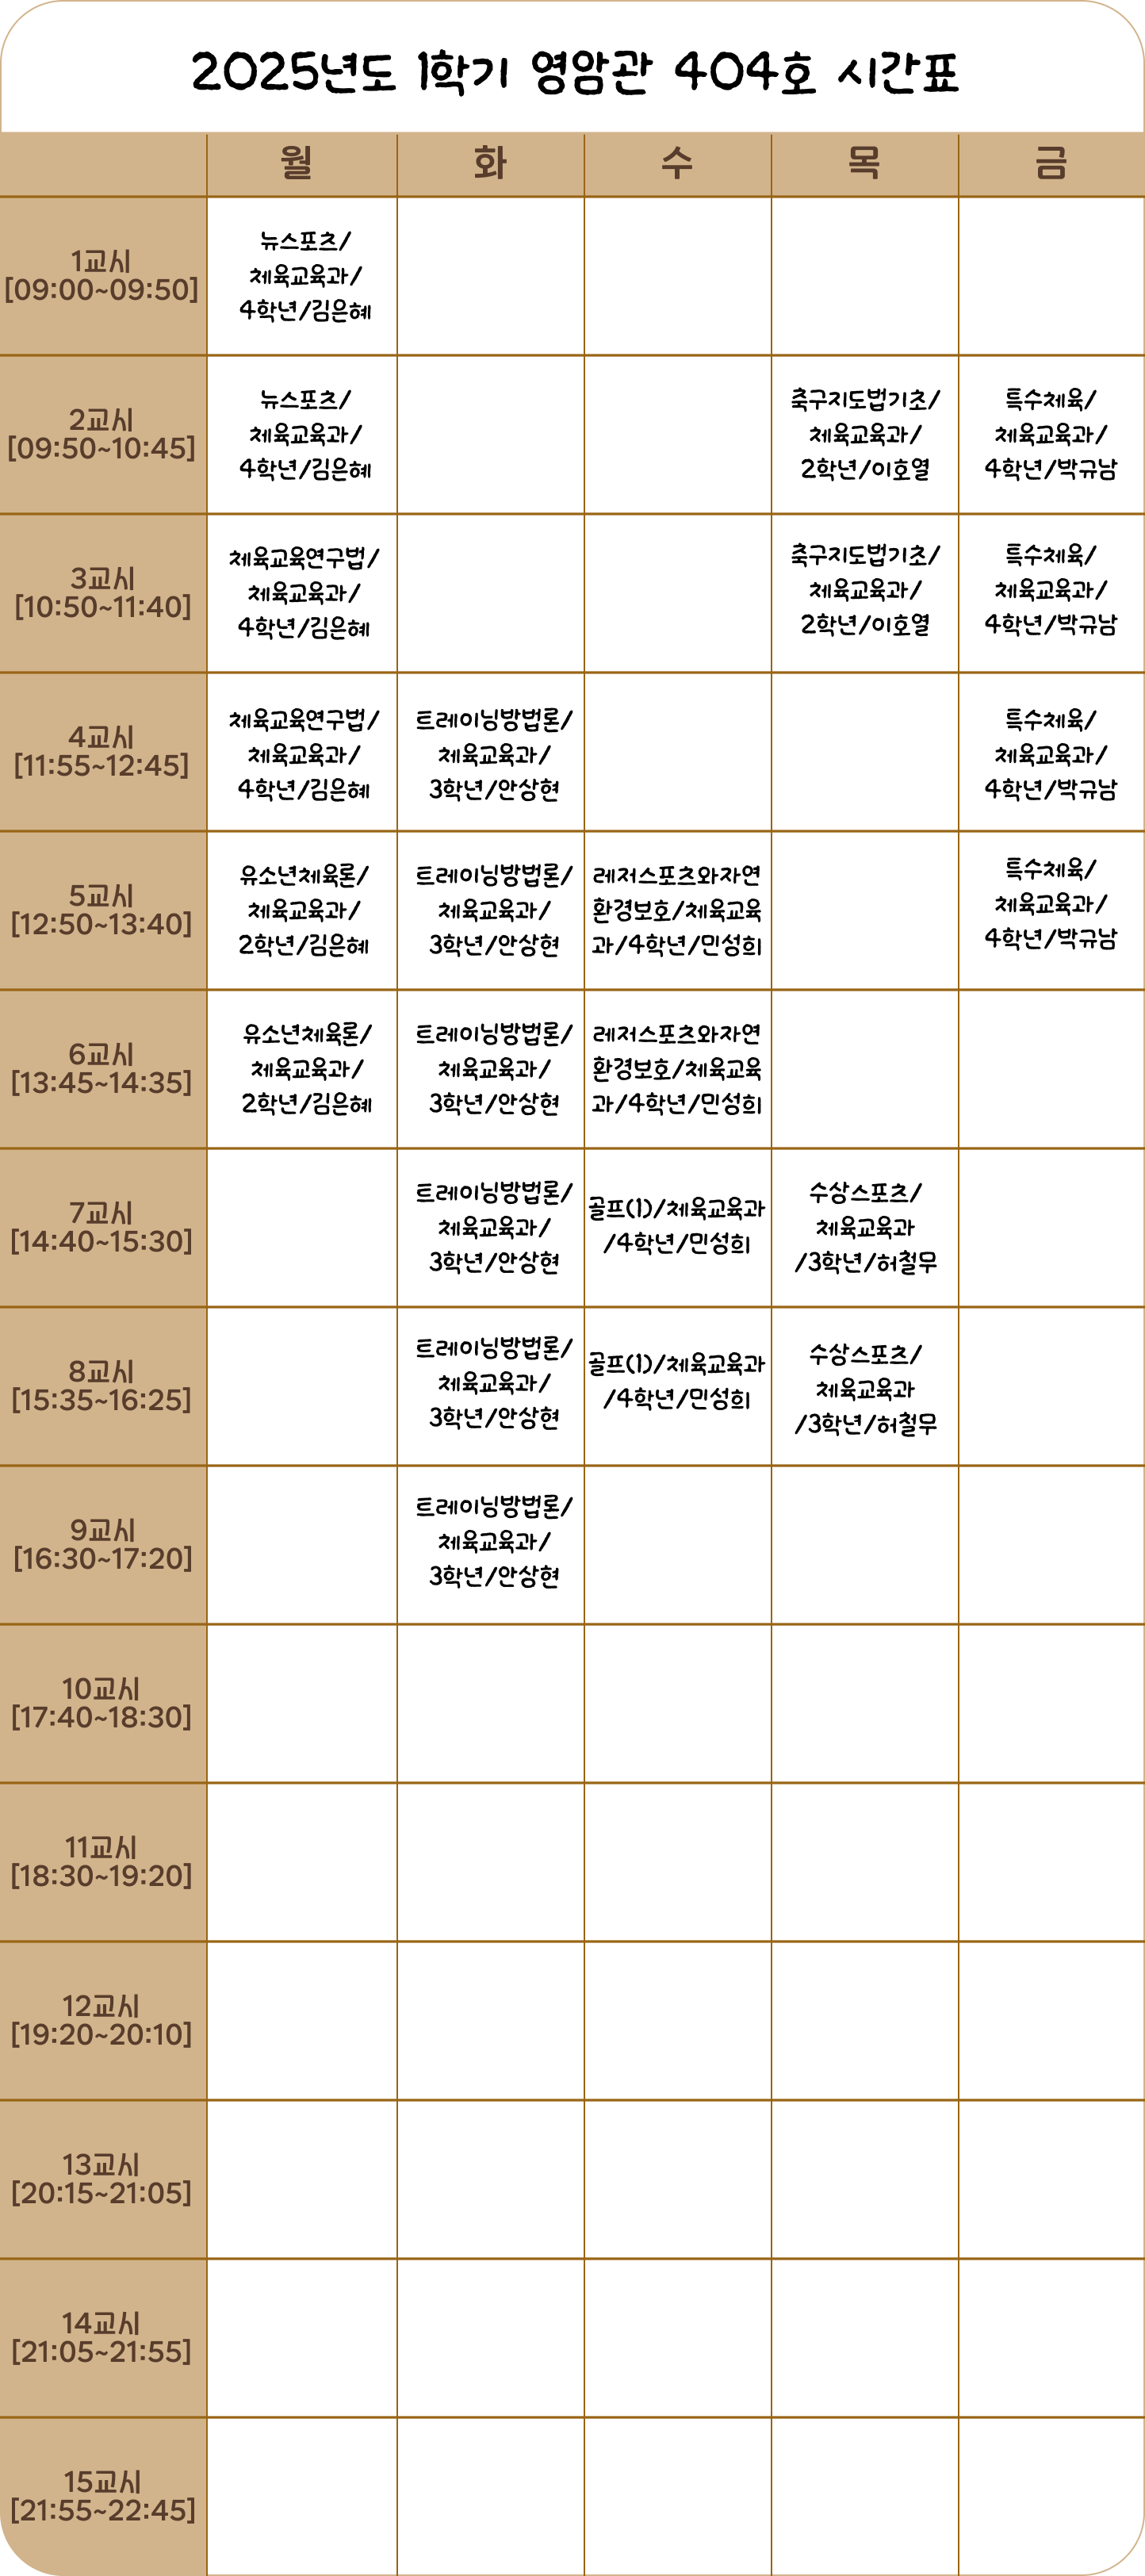 2025년도 1학기 영암관 404호 시간표
월 화 수 목 금
1교시
[09:00~09:50]
뉴스포츠/
체육교육과/
4학년/김은혜
2교시
[09:50~10:45]
뉴스포츠/
체육교육과/
4학년/김은혜
축구지도법기초/
체육교육과/
2학년/이호열
특수체육/
체육교육과/
4학년/박규남
3교시
[10:50~11:40]
체육교육연구법/
체육교육과/
4학년/김은혜
축구지도법기초/
체육교육과/
2학년/이호열
특수체육/
체육교육과/
4학년/박규남
4교시
[11:55~12:45]
체육교육연구법/
체육교육과/
4학년/김은혜
트레이닝방법론/
체육교육과/
3학년/안상현
특수체육/
체육교육과/
4학년/박규남
5교시
[12:50~13:40]
유소년체육론/
체육교육과/
2학년/김은혜
트레이닝방법론/
체육교육과/
3학년/안상현
레저스포츠와자연
환경보호/체육교육
과/4학년/민성희
특수체육/
체육교육과/
4학년/박규남
6교시
[13:45~14:35]
유소년체육론/
체육교육과/
2학년/김은혜
트레이닝방법론/
체육교육과/
3학년/안상현
레저스포츠와자연
환경보호/체육교육
과/4학년/민성희
7교시
[14:40~15:30]
트레이닝방법론/
체육교육과/
3학년/안상현
골프(1)/체육교육과
/4학년/민성희
수상스포츠/
체육교육과
/3학년/허철무
8교시
[15:35~16:25]
트레이닝방법론/
체육교육과/
3학년/안상현
골프(1)/체육교육과
/4학년/민성희
수상스포츠/
체육교육과
/3학년/허철무
9교시
[16:30~17:20]
트레이닝방법론/
체육교육과/
3학년/안상현
10교시
[17:40~18:30]
11교시
[18:30~19:20]
12교시
[19:20~20:10]
13교시
[20:15~21:05]
14교시
[21:05~21:55]
15교시
[21:55~22:45]